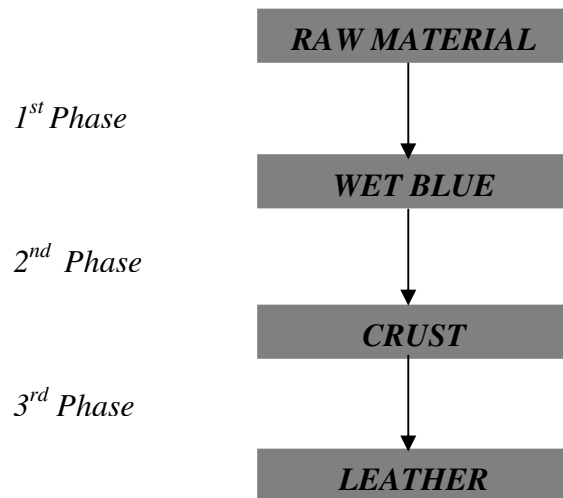 RAW MATERIAL
1st Phase
WET BLUE
2nd Phase
CRUST
3rd Phase
LEATHER